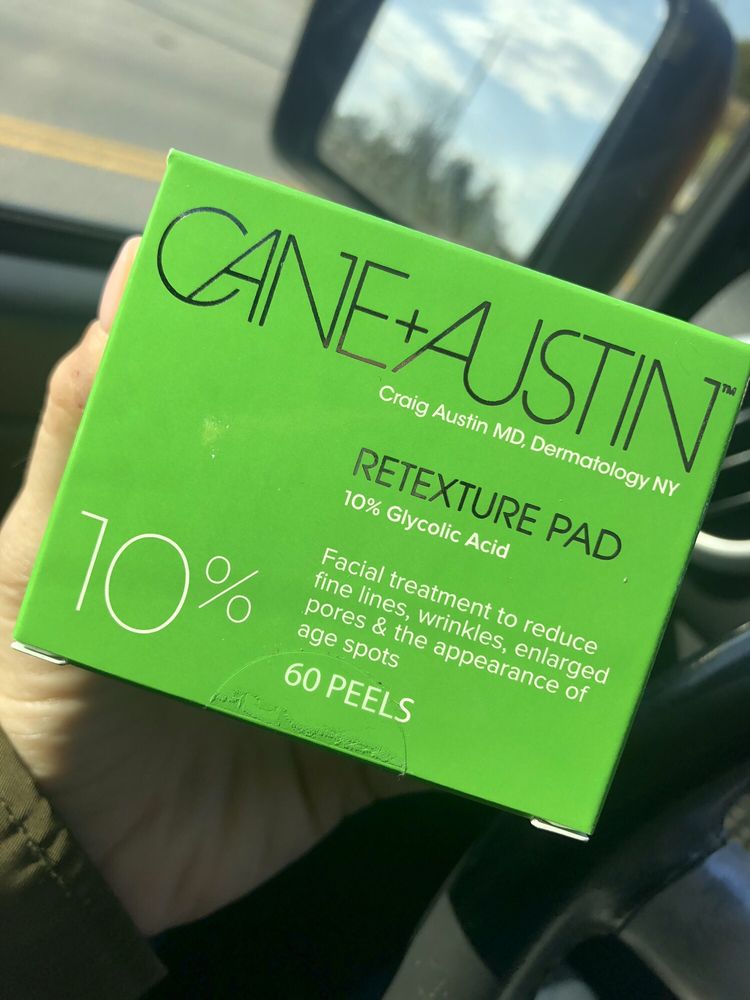 CANE+AUSTIN™
Craig Austin MD, Dermatology NY
RETEXTURE PAD
10% Glycolic Acid
10%
Facial treatment to reduce
fine lines, wrinkles, enlarged
pores & the appearance of
age spots
60 PEELS